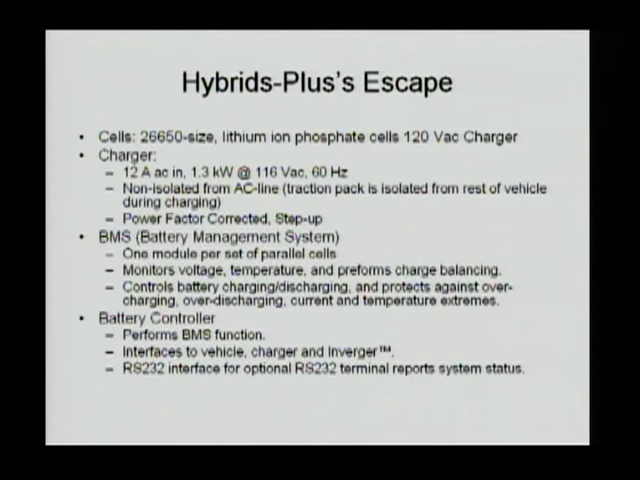 Hybrids-Plus's Escape
• Cells: 26650-size, lithium ion phosphate cells 120 Vac Charger
• Charger:
– 12 A ac in, 1.3 kW @ 116 Vac, 60 Hz
– Non-isolated from AC-line (traction pack is isolated from rest of vehicle
during charging)
– Power Factor Corrected, Step-up
• BMS (Battery Management System)
– One module per set of parallel cells
– Monitors voltage, temperature, and preforms charge balancing.
– Controls battery charging/discharging, and protects against over-
charging, over-discharging, current and temperature extremes.
• Battery Controller
– Performs BMS function.
– Interfaces to vehicle, charger and Inverger™.
– RS232 interface for optional RS232 terminal reports system status.